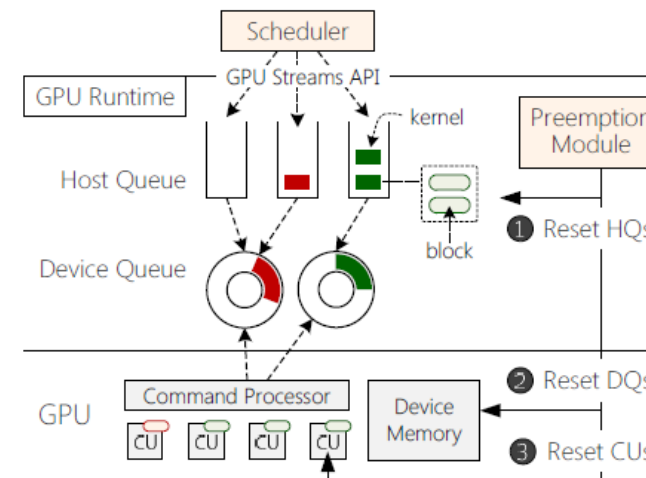 Scheduler
GPU Streams API
GPU Runtime
kernel
Preemption
Module
Host Queue
block
1 Reset HQs
Device Queue
2 Reset DQs
Command Processor
GPU
Device
Memory
CU
CU
CU
CU
3 Reset CUs